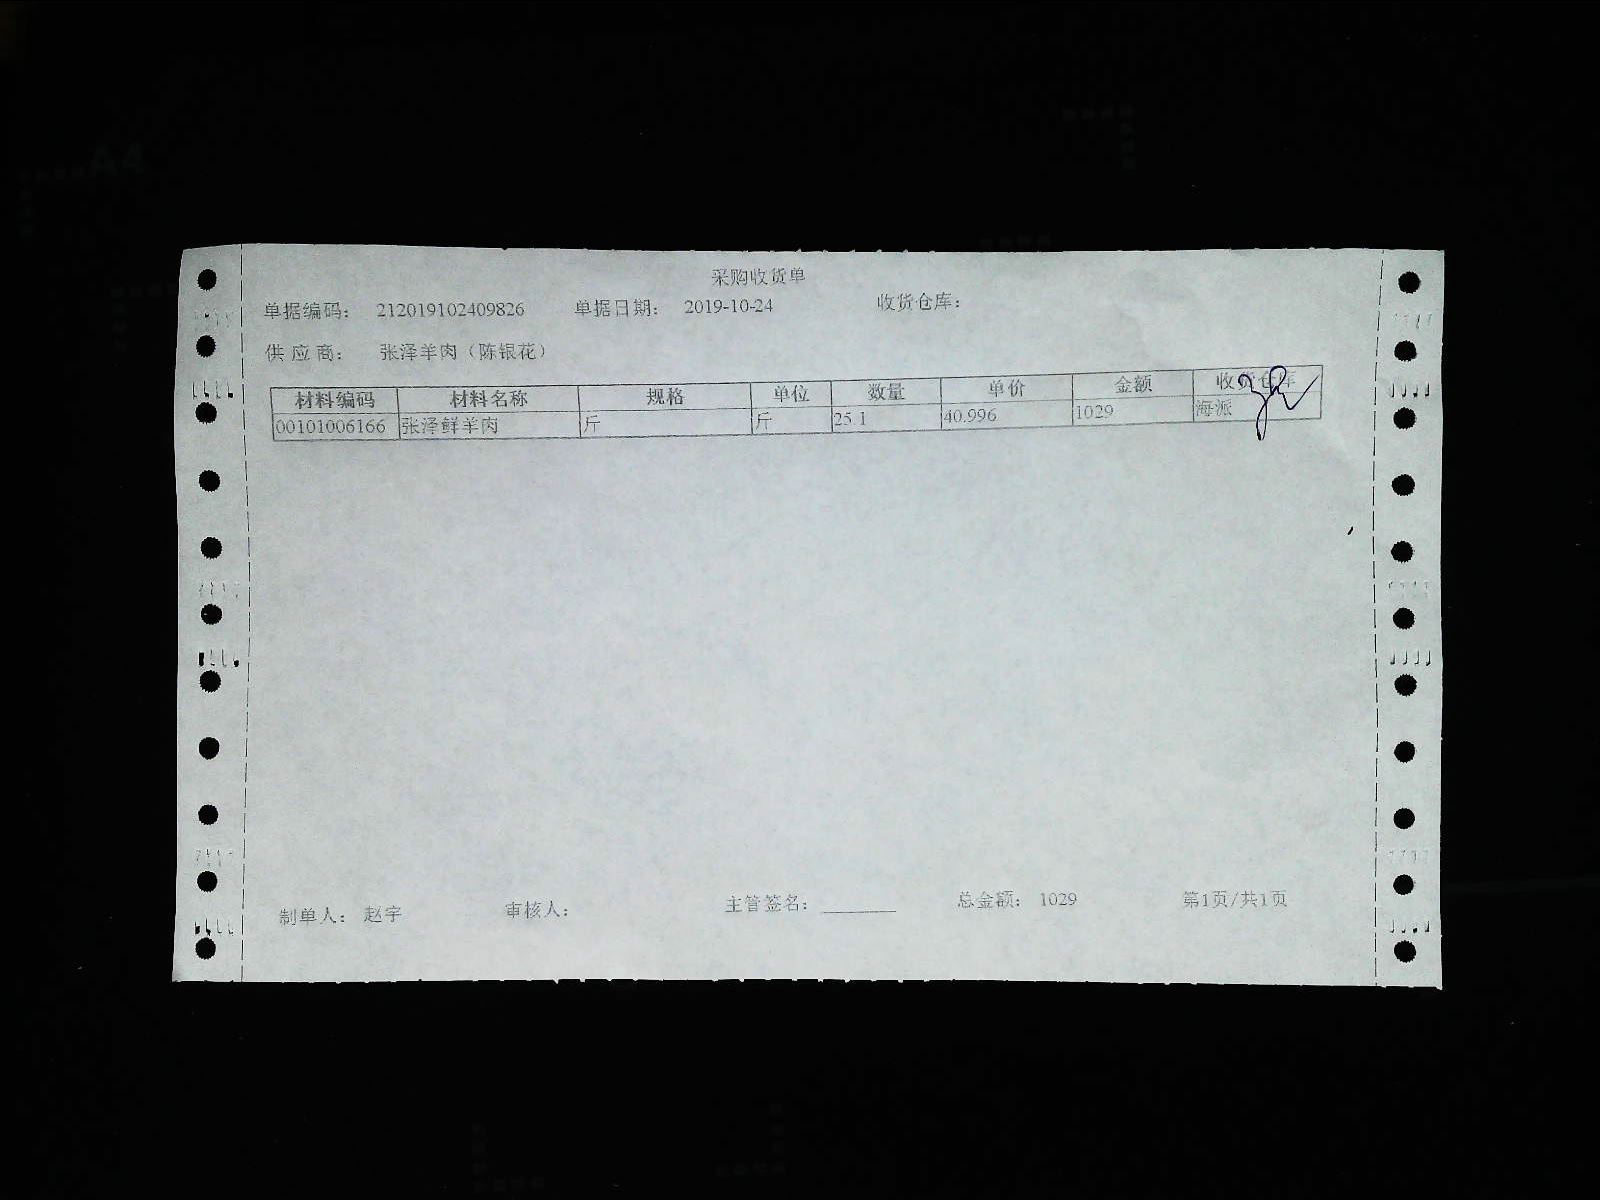 采购收货单
单据编码： 212019102409826 单据日期： 2019-10-24 收货仓库：
供应商： 张泽羊肉（陈银花）
材料编码 材料名称 规格 单位 数量 单价 金额 收货仓库
00101006166 张泽鲜羊肉 斤 斤 25.1 40.996 1029 海派
制单人： 赵宇 审核人： 主管签名： 总金额： 1029 第1页/共1页